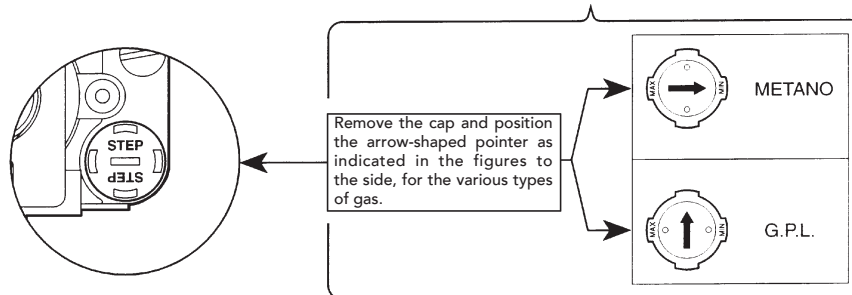 STEP
STEP
Remove the cap and position
the arrow-shaped pointer as
indicated in the figures to
the side, for the various types
of gas.
MAX
MIN
METANO
MAX
MIN
G.P.L.